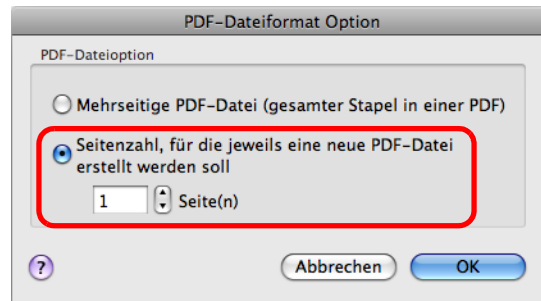 PDF-Dateiformat Option
PDF-Dateioption
Mehrseitige PDF-Datei (gesamter Stapel in einer PDF)
Seitenzahl, für die jeweils eine neue PDF-Datei
erstellt werden soll
1 Seite(n)
? Abbrechen OK